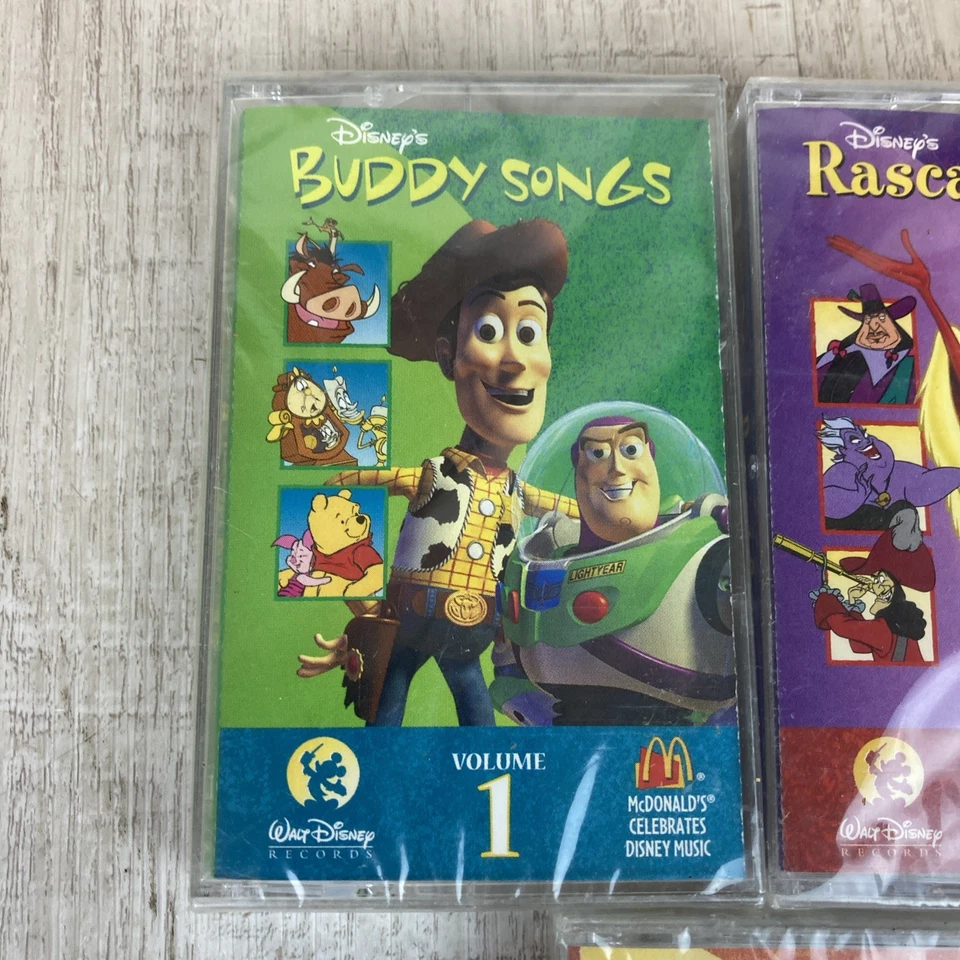 Disney's
BUDDY SONGS
LIGHTYEAR
VOLUME
1
WALT DISNEY
RECORDS
McDONALD'S®
CELEBRATES
DISNEY MUSIC
Disney's
Rasca
WALT DISNEY
RECORDS